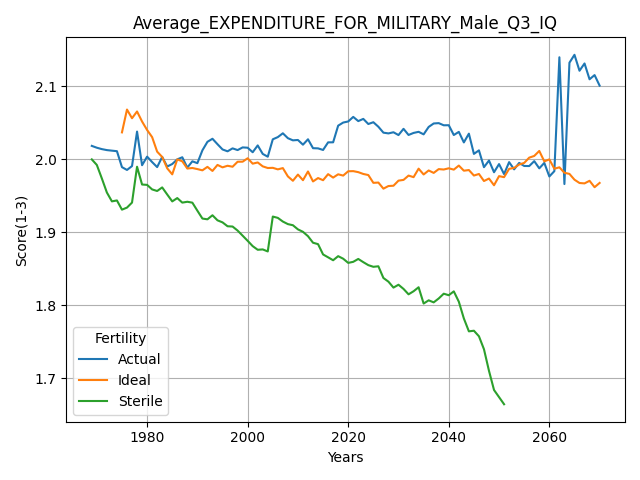 Average_EXPENDITURE_FOR_MILITARY_Male_Q3_IQ
Score(1-3)
2.1
2.0
1.9
1.8
1.7
Fertility
Actual
Ideal
Sterile
1980 2000 2020 2040 2060
Years